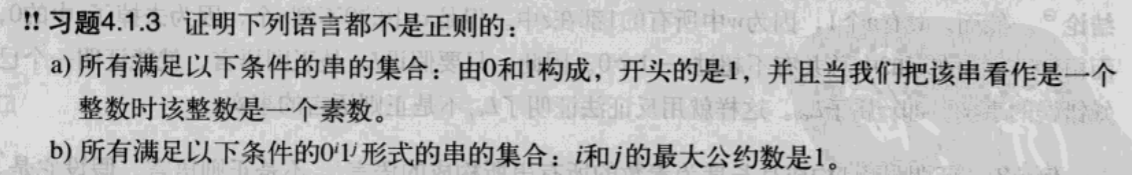 !! 习题4.1.3 证明下列语言都不是正则的：
a) 所有满足以下条件的串的集合：由0和1构成，开头的是1，并且当我们把该串看作是一个
整数时该整数是一个素数。
b) 所有满足以下条件的0ⁱ1ʲ形式的串的集合：i和j的最大公约数是1。